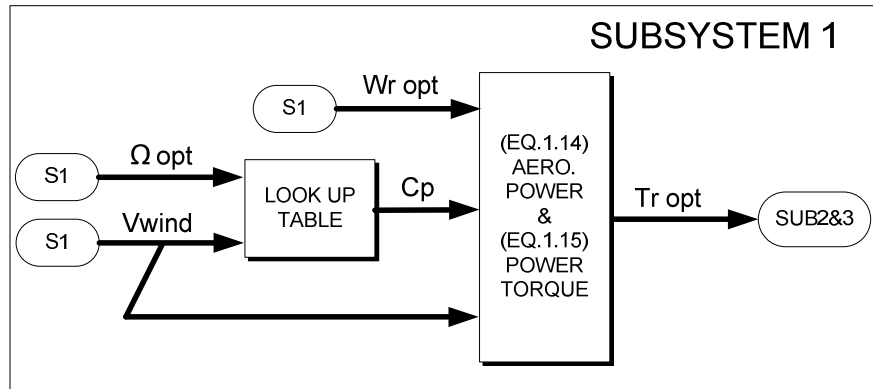 SUBSYSTEM 1
Wr opt
S1
Ω opt
S1
LOOK UP
TABLE
Cp
Vwind
S1
(EQ.1.14)
AERO.
POWER
&
(EQ.1.15)
POWER
TORQUE
Tr opt
SUB2&3